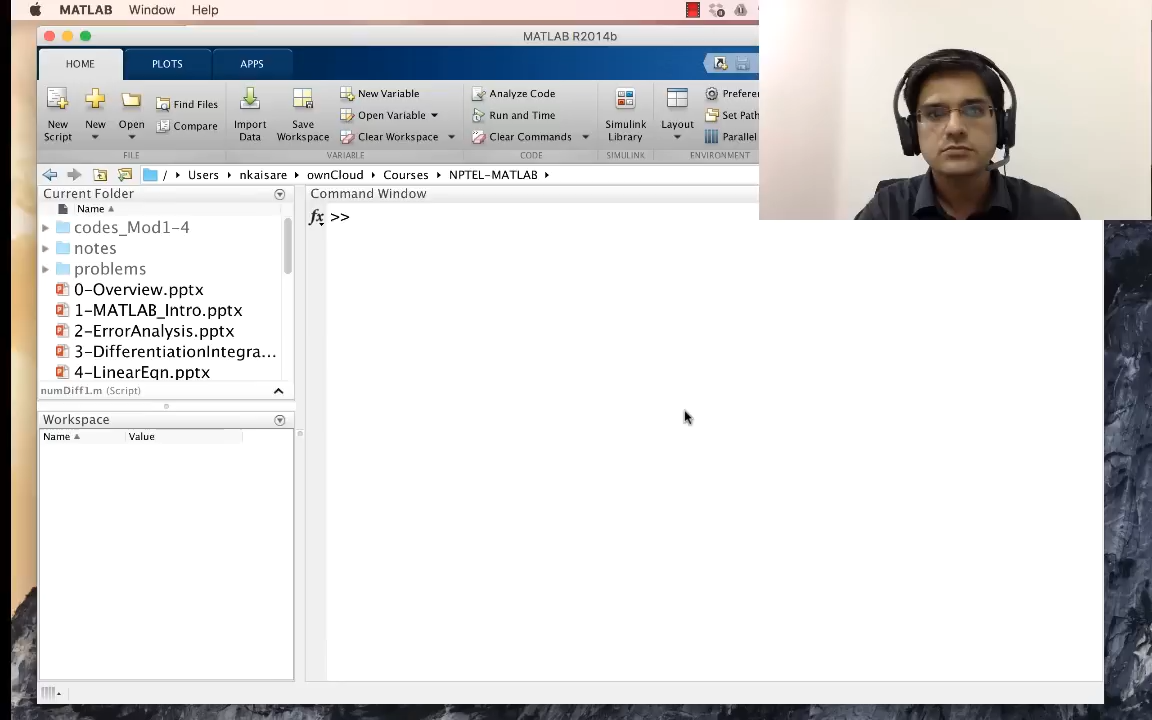 MATLAB Window Help
MATLAB R2014b
HOME PLOTS APPS
New Script
New
Open
Find Files
Compare
FILE
Import Data
Save Workspace
New Variable
Open Variable
Clear Workspace
VARIABLE
Analyze Code
Run and Time
Clear Commands
CODE
Simulink Library
SIMULINK
Layout
Preferen
Set Path
Parallel
ENVIRONMENT
/ Users nkaisare ownCloud Courses NPTEL-MATLAB
Current Folder
Name
codes_Mod1-4
notes
problems
0-Overview.pptx
1-MATLAB_Intro.pptx
2-ErrorAnalysis.pptx
3-DifferentiationIntegra...
4-LinearEqn.pptx
numDiff1.m (Script)
Workspace
Name Value
Command Window
fx >>